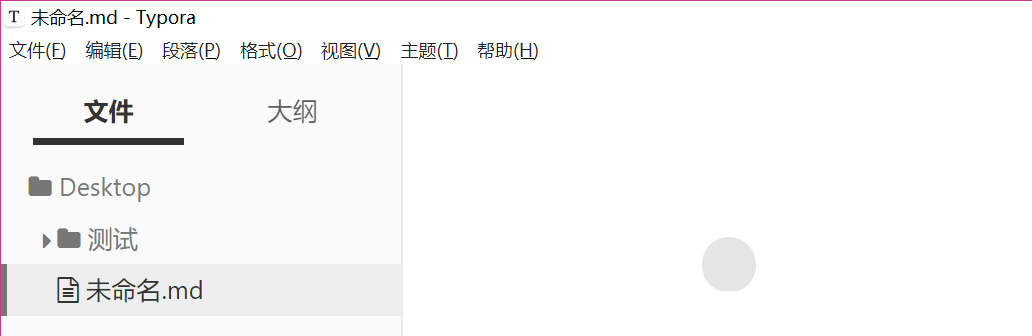 T 未命名.md - Typora
文件(F) 编辑(E) 段落(P) 格式(O) 视图(V) 主题(T) 帮助(H)
文件 大纲
Desktop
测试
未命名.md